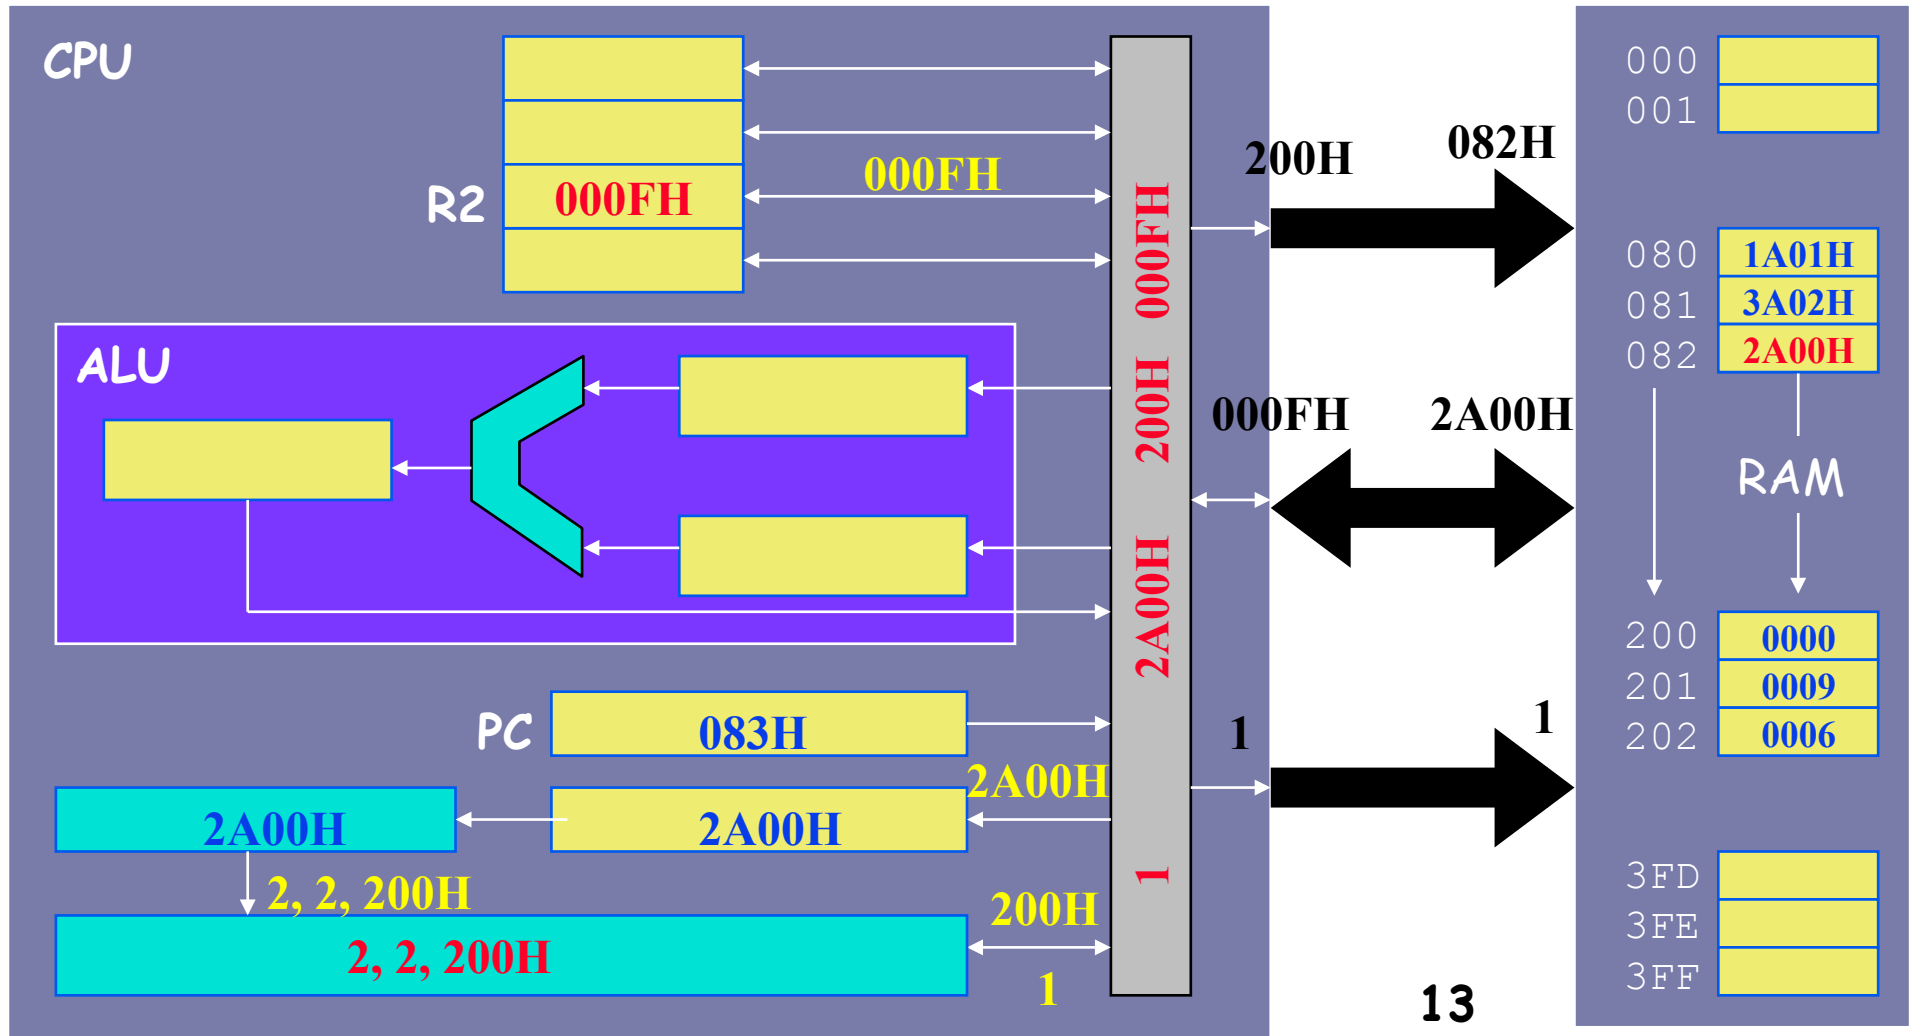 CPU
R2
000FH
000FH
ALU
PC
083H
2A00H
2A00H
2A00H
2, 2, 200H
2, 2, 200H
200H
1
000FH
200H
2A00H
1
200H
082H
000FH
2A00H
1
1
13
000
001
080
1A01H
081
3A02H
082
2A00H
RAM
200
0000
201
0009
202
0006
3FD
3FE
3FF